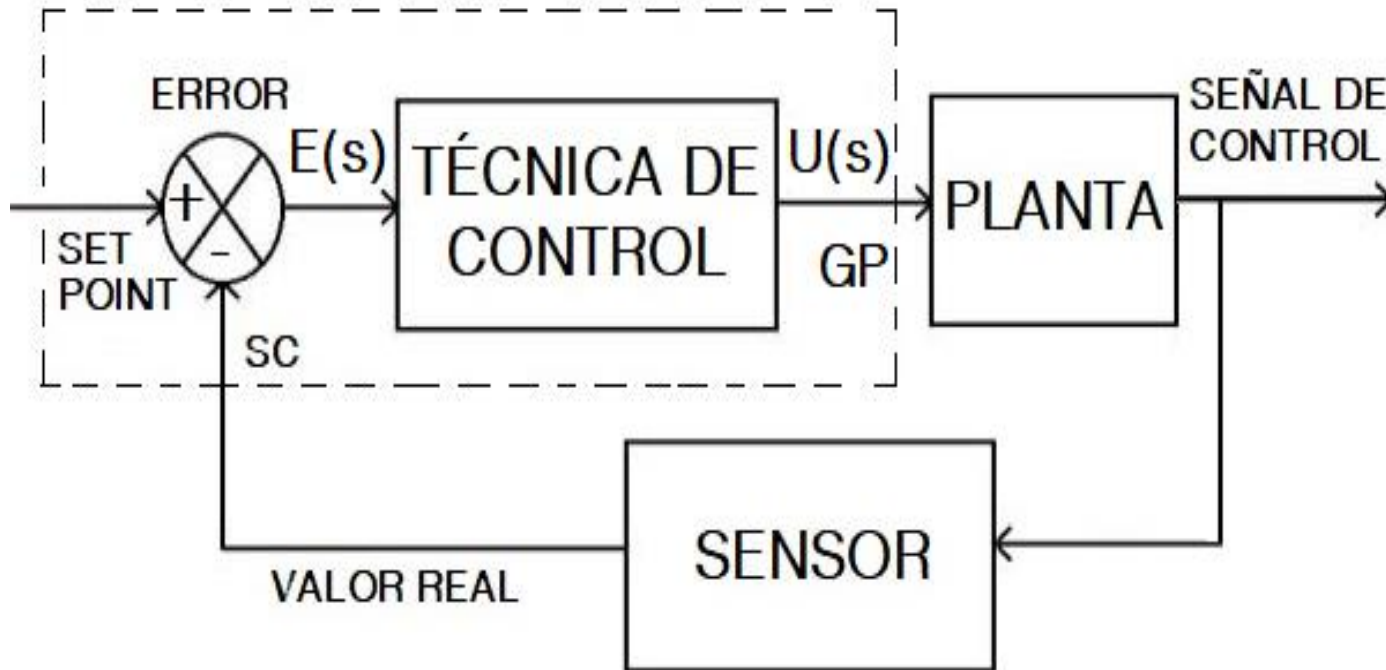 ERROR
+
-
SET
POINT
SC
E(s)
TÉCNICA DE
CONTROL
U(s)
GP
PLANTA
SEÑAL DE
CONTROL
SENSOR
VALOR REAL